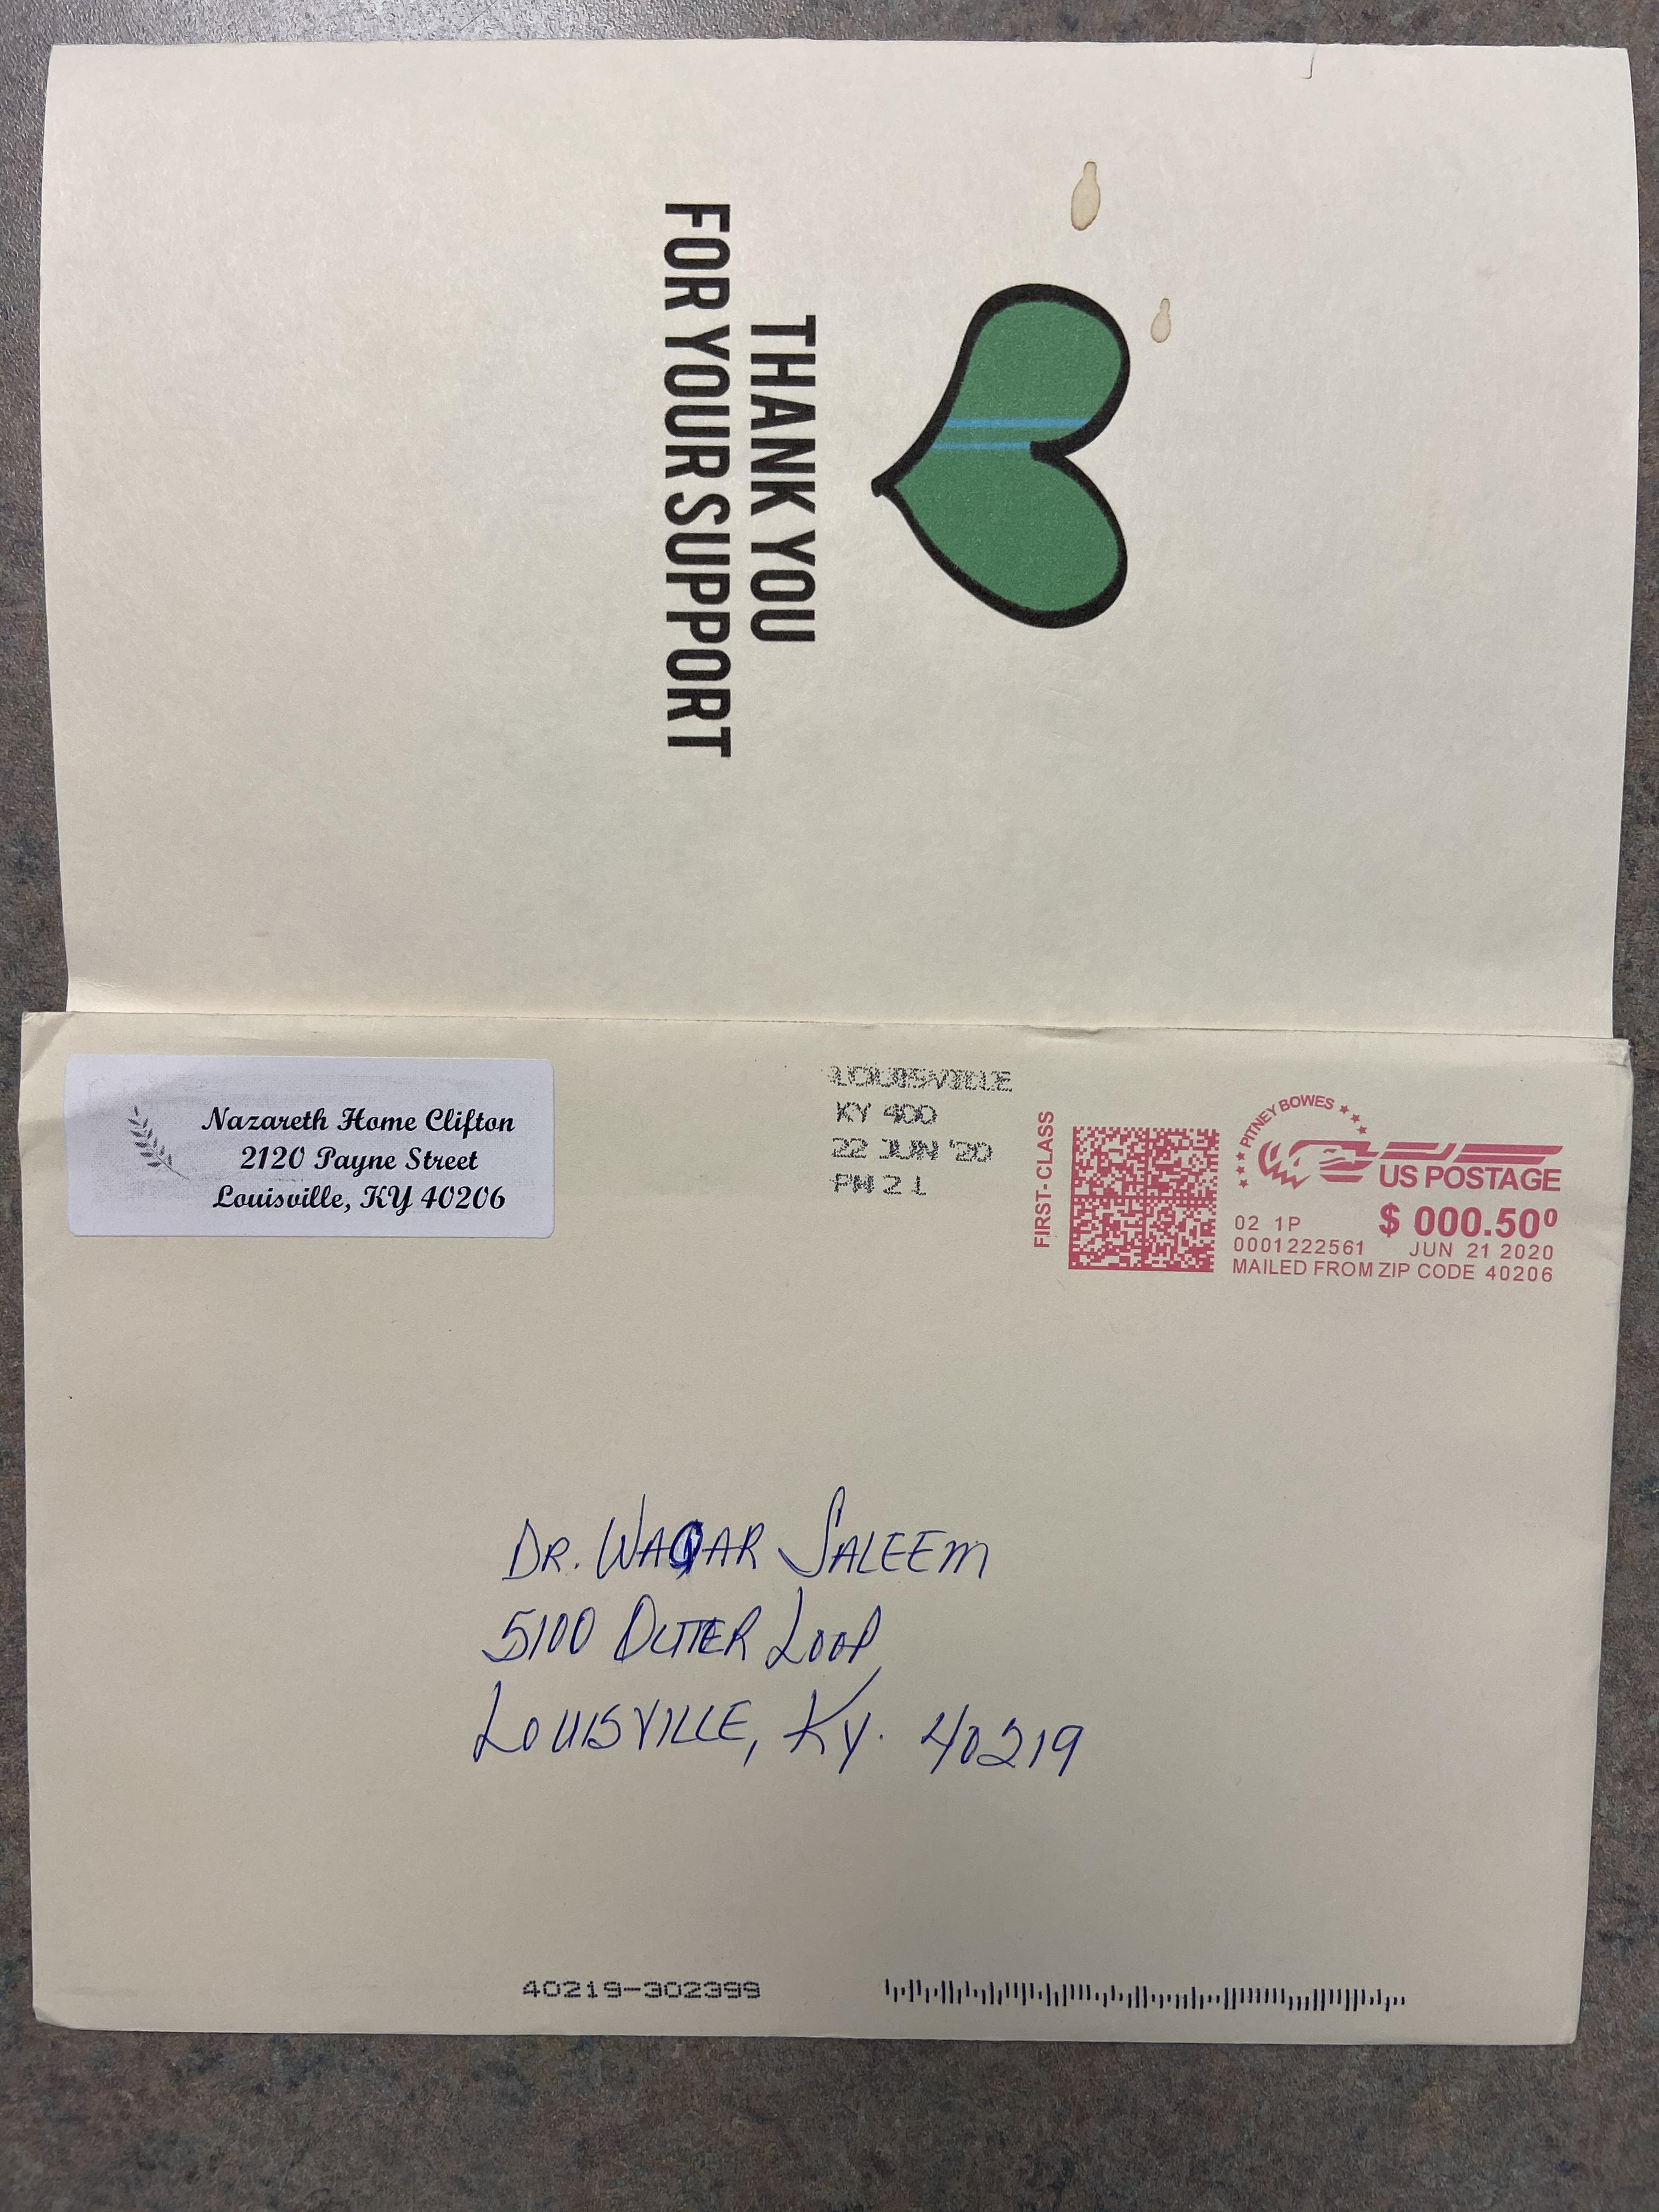 THANK YOU
FOR YOUR SUPPORT
Nazareth Home Clifton
2120 Payne Street
Louisville, KY 40206
LOUISVILLE
KY 400
22 JUN '20
PM 2 L
FIRST-CLASS
PITNEY BOWES
US POSTAGE
$ 000.50⁰
02 1P
0001222561 JUN 21 2020
MAILED FROM ZIP CODE 40206
DR. WAQAR SALEEM
5100 OUTER LOOP
LOUISVILLE, KY. 40219
40219-302399